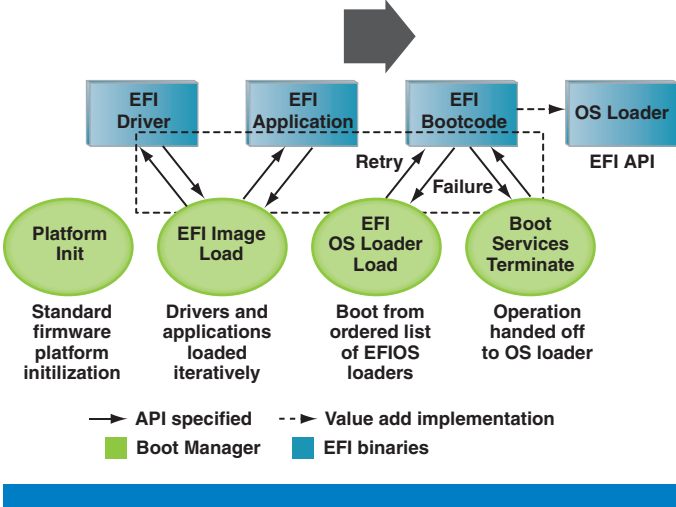 EFI
Driver
EFI
Application
EFI
Bootcode
OS Loader
EFI API
Retry
Failure
Platform
Init
EFI Image
Load
EFI
OS Loader
Load
Boot
Services
Terminate
Standard
firmware
platform
initilization
Drivers and
applications
loaded
iteratively
Boot from
ordered list
of EFIOS
loaders
Operation
handed off
to OS loader
API specified
Value add implementation
Boot Manager
EFI binaries